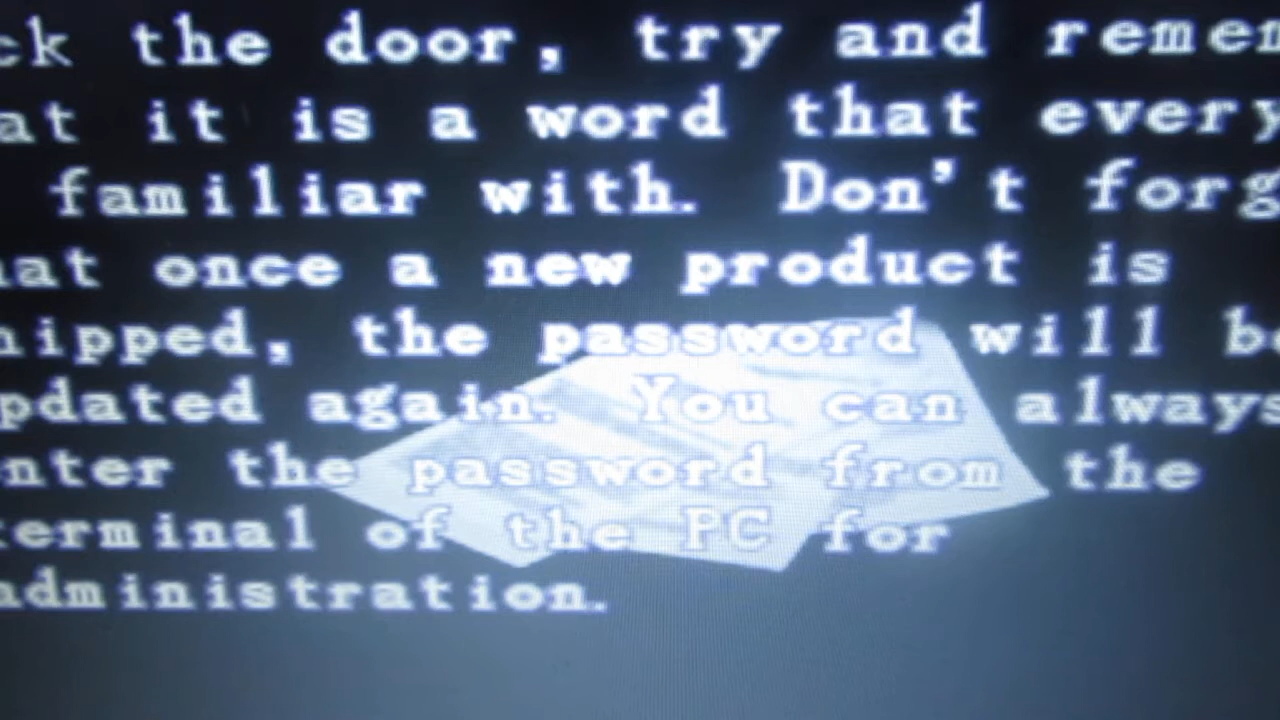 ck the door, try and remem
at it is a word that every
familiar with. Don't forg
hat once a new product is
hipped, the password will be
pdated again. You can always
nter the password from the
terminal of the PC for
administration.